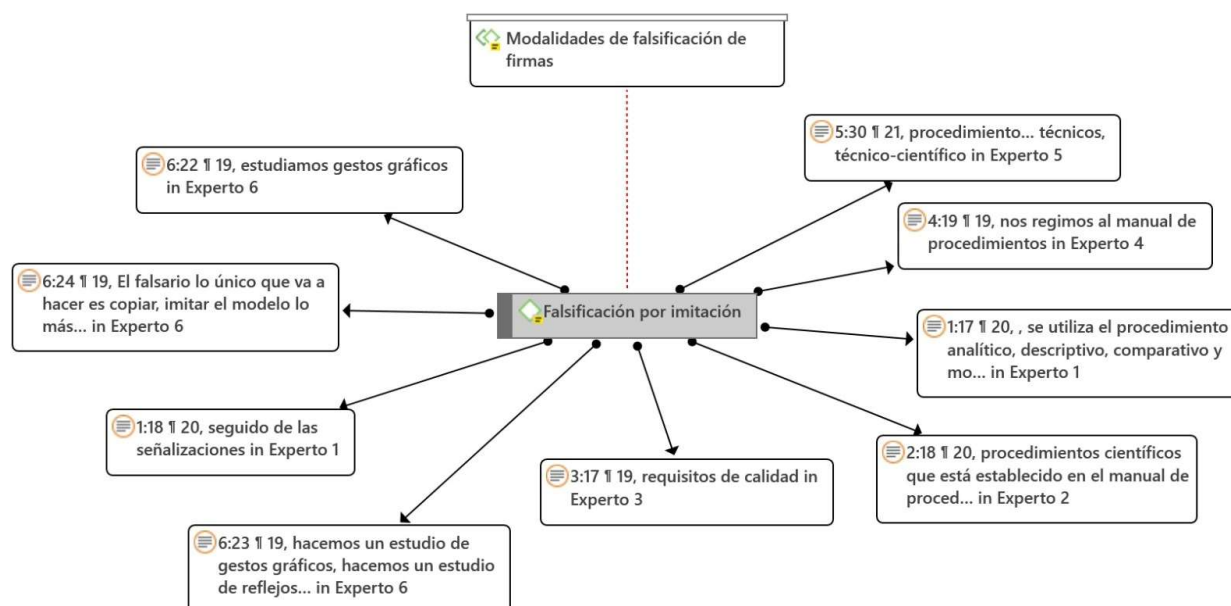 Modalidades de falsificación de
firmas
5:30 ¶ 21, procedimiento... técnicos,
técnico-científico in Experto 5
6:22 ¶ 19, estudiamos gestos gráficos
in Experto 6
4:19 ¶ 19, nos regimos al manual de
procedimientos in Experto 4
6:24 ¶ 19, El falsario lo único que va a
hacer es copiar, imitar el modelo lo
más... in Experto 6
Falsificación por imitación
1:17 ¶ 20, , se utiliza el procedimiento
analítico, descriptivo, comparativo y
mo... in Experto 1
1:18 ¶ 20, seguido de las
señalizaciones in Experto 1
3:17 ¶ 19, requisitos de calidad in
Experto 3
2:18 ¶ 20, procedimientos científicos
que está establecido en el manual de
proced... in Experto 2
6:23 ¶ 19, hacemos un estudio de
gestos gráficos, hacemos un estudio
de reflejos... in Experto 6